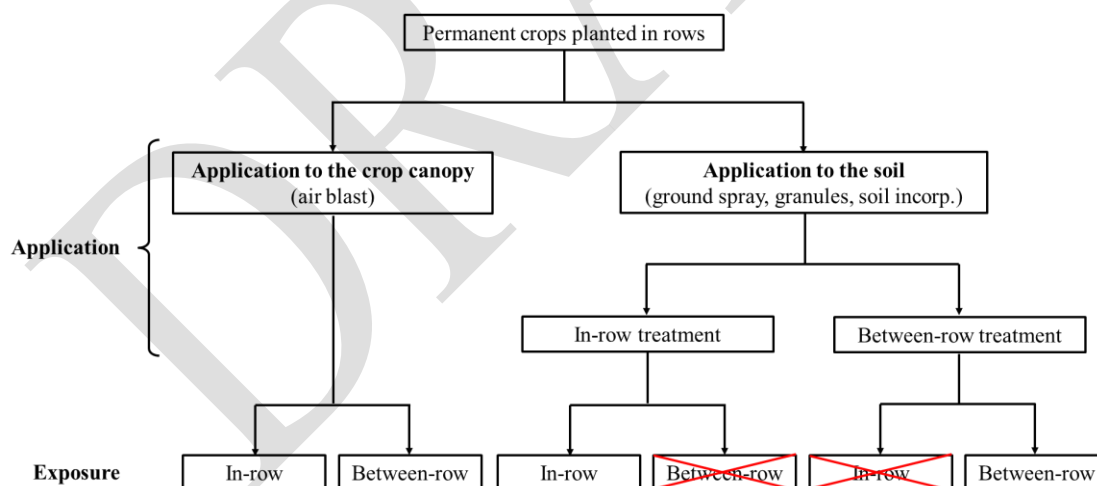 Permanent crops planted in rows
Application to the crop canopy
(air blast)
Application to the soil
(ground spray, granules, soil incorp.)
Application
In-row treatment
Between-row treatment
Exposure
In-row
Between-row
In-row
Between-row
In-row
Between-row